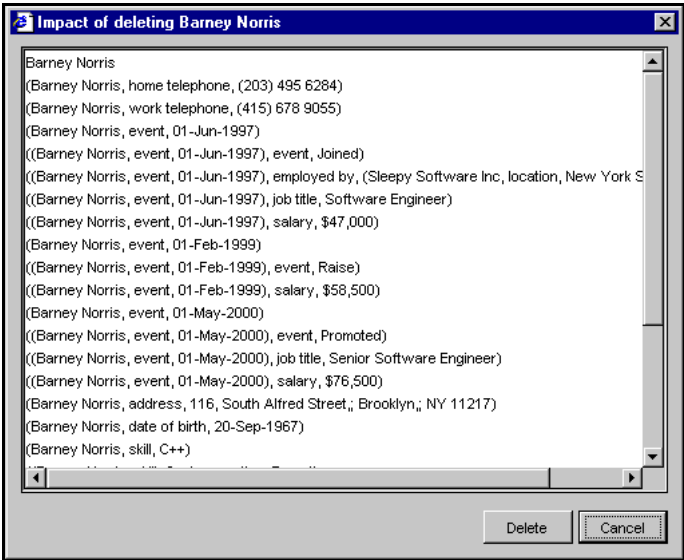 Impact of deleting Barney Norris
Barney Norris
(Barney Norris, home telephone, (203) 495 6284)
(Barney Norris, work telephone, (415) 678 9055)
(Barney Norris, event, 01-Jun-1997)
((Barney Norris, event, 01-Jun-1997), event, Joined)
((Barney Norris, event, 01-Jun-1997), employed by, (Sleepy Software Inc, location, New York S
((Barney Norris, event, 01-Jun-1997), job title, Software Engineer)
((Barney Norris, event, 01-Jun-1997), salary, $47,000)
(Barney Norris, event, 01-Feb-1999)
((Barney Norris, event, 01-Feb-1999), event, Raise)
((Barney Norris, event, 01-Feb-1999), salary, $58,500)
(Barney Norris, event, 01-May-2000)
((Barney Norris, event, 01-May-2000), event, Promoted)
((Barney Norris, event, 01-May-2000), job title, Senior Software Engineer)
((Barney Norris, event, 01-May-2000), salary, $76,500)
(Barney Norris, address, 116, South Alfred Street,; Brooklyn,; NY 11217)
(Barney Norris, date of birth, 20-Sep-1967)
(Barney Norris, skill, C++)
Delete
Cancel